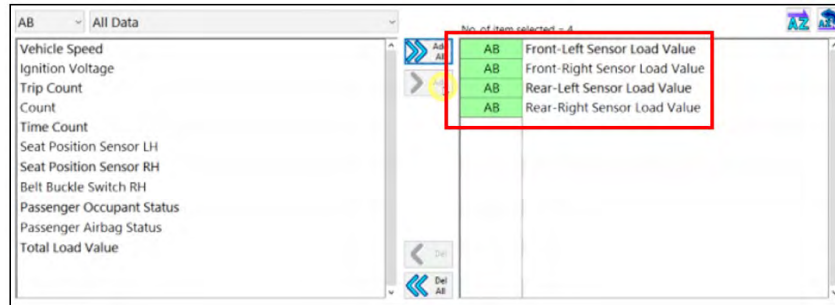 AB All Data
No. of item selected = 4
AZ
Add All
Vehicle Speed
Ignition Voltage
Trip Count
Count
Time Count
Seat Position Sensor LH
Seat Position Sensor RH
Belt Buckle Switch RH
Passenger Occupant Status
Passenger Airbag Status
Total Load Value
Del
Del All
AB Front-Left Sensor Load Value
AB Front-Right Sensor Load Value
AB Rear-Left Sensor Load Value
AB Rear-Right Sensor Load Value